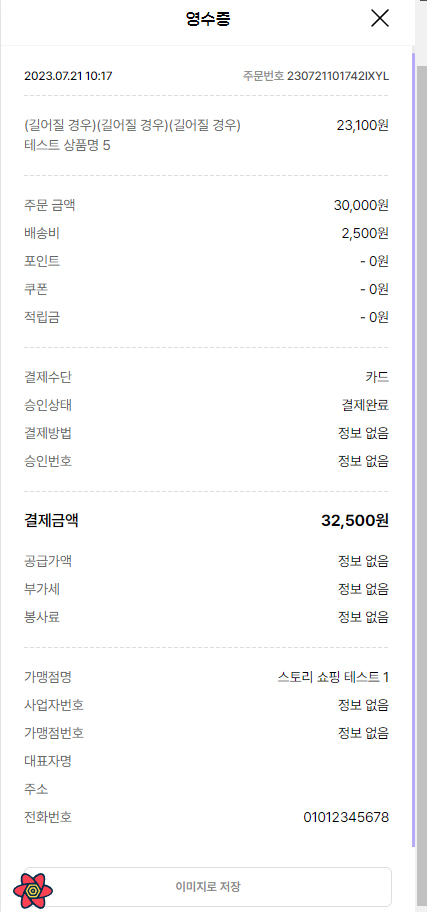 영수증
2023.07.21 10:17 주문번호 230721101742IXYL
(길어질 경우)(길어질 경우)(길어질 경우) 23,100원
테스트 상품명 5
주문 금액 30,000원
배송비 2,500원
포인트 - 0원
쿠폰 - 0원
적립금 - 0원
결제수단 카드
승인상태 결제완료
결제방법 정보 없음
승인번호 정보 없음
결제금액 32,500원
공급가액 정보 없음
부가세 정보 없음
봉사료 정보 없음
가맹점명 스토리 쇼핑 테스트 1
사업자번호 정보 없음
가맹점번호 정보 없음
대표자명
주소
전화번호 01012345678
이미지로 저장